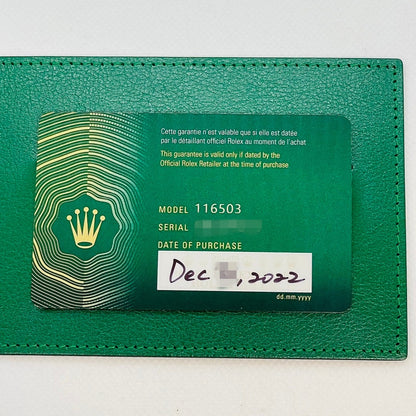 Cette garantie n'est valable que si elle est datée
par le détaillant officiel Rolex au moment de l'achat
This guarantee is valid only if dated by the
Official Rolex Retailer at the time of purchase
MODEL 116503
SERIAL
DATE OF PURCHASE
Dec , 2022
dd.mm.yyyy